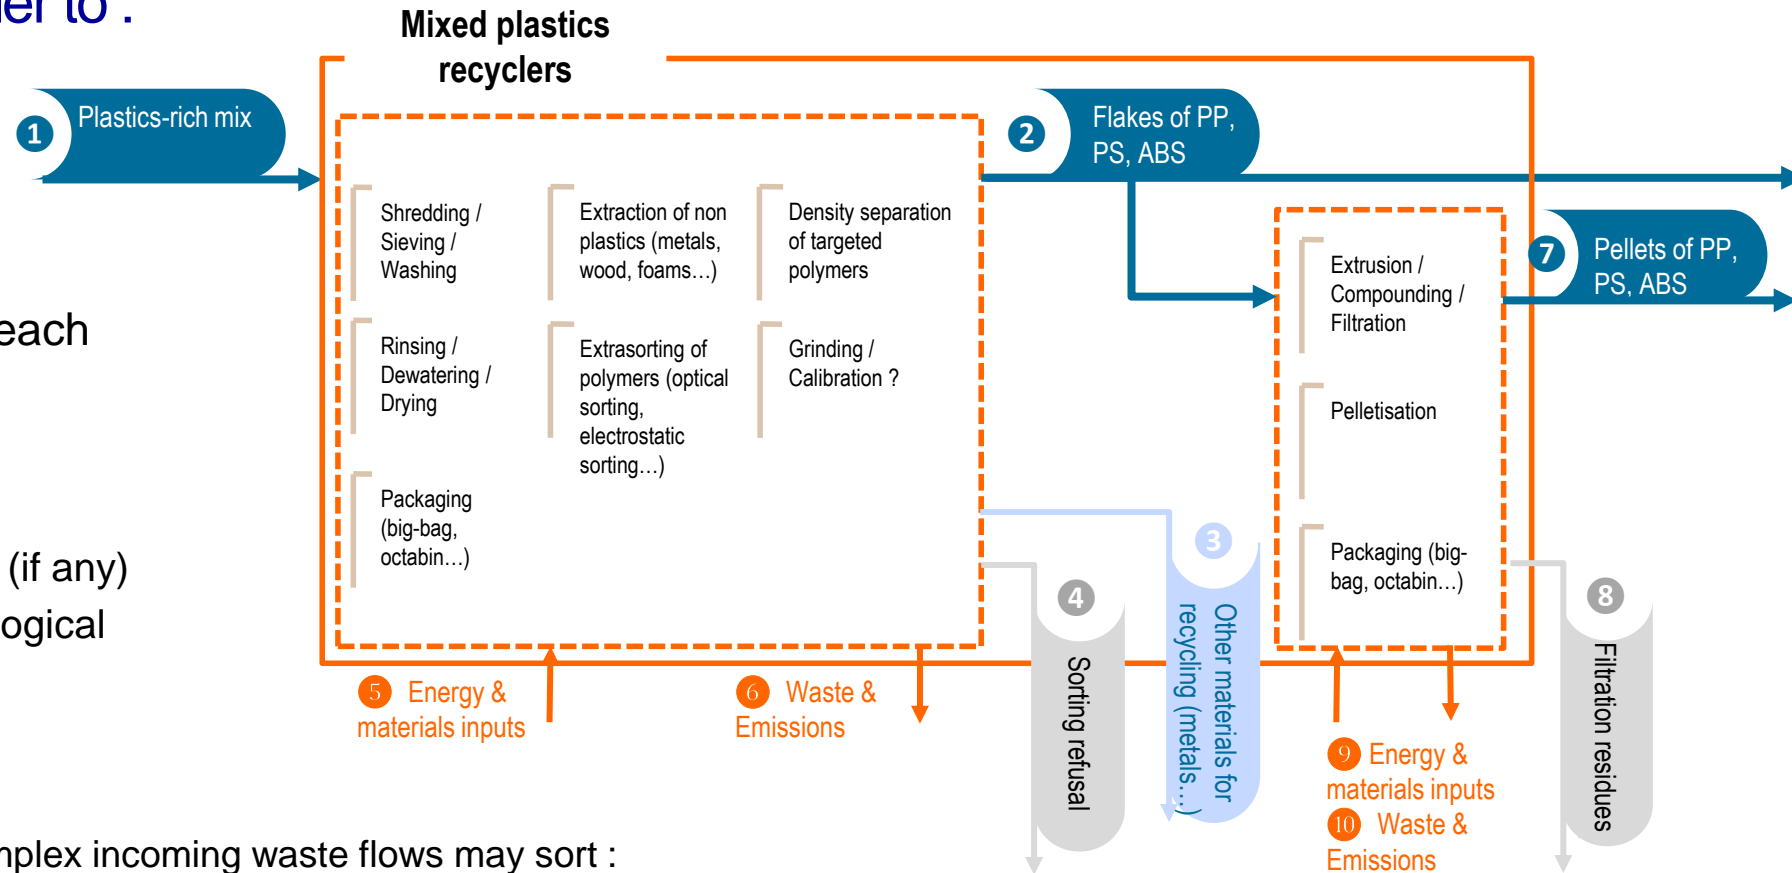 er to :
Mixed plastics
recyclers
1
Plastics-rich mix
2
Flakes of PP,
PS, ABS
Shredding /
Sieving /
Washing
Extraction of non
plastics (metals,
wood, foams…)
Density separation
of targeted
polymers
Rinsing /
Dewatering /
Drying
Extrasorting of
polymers (optical
sorting,
electrostatic
sorting…)
Grinding /
Calibration ?
Packaging
(big-bag,
octabin…)
Extrusion /
Compounding /
Filtration
Pelletisation
Packaging (big-
bag, octabin…)
7
Pellets of PP,
PS, ABS
each
(if any)
ogical
3
Other materials for
recycling (metals…)
4
Sorting refusal
8
Filtration residues
5 Energy &
materials inputs
6 Waste &
Emissions
9 Energy &
materials inputs
10 Waste &
Emissions
mplex incoming waste flows may sort :